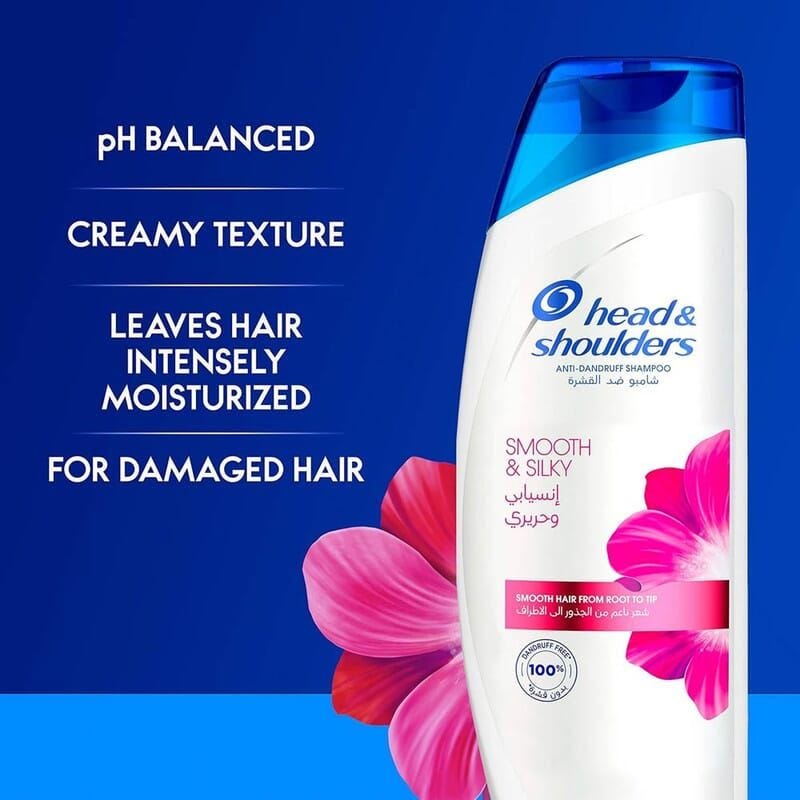 pH BALANCED
CREAMY TEXTURE
LEAVES HAIR
INTENSELY
MOISTURIZED
FOR DAMAGED HAIR
head &
shoulders
ANTI-DANDRUFF SHAMPOO
شامبو ضد القشرة
SMOOTH
& SILKY
إنسيابي
وحريري
SMOOTH HAIR FROM ROOT TO TIP
شعر ناعم من الجذور الى الاطراف
DANDRUFF FREE*
100%
بدون قشرة*